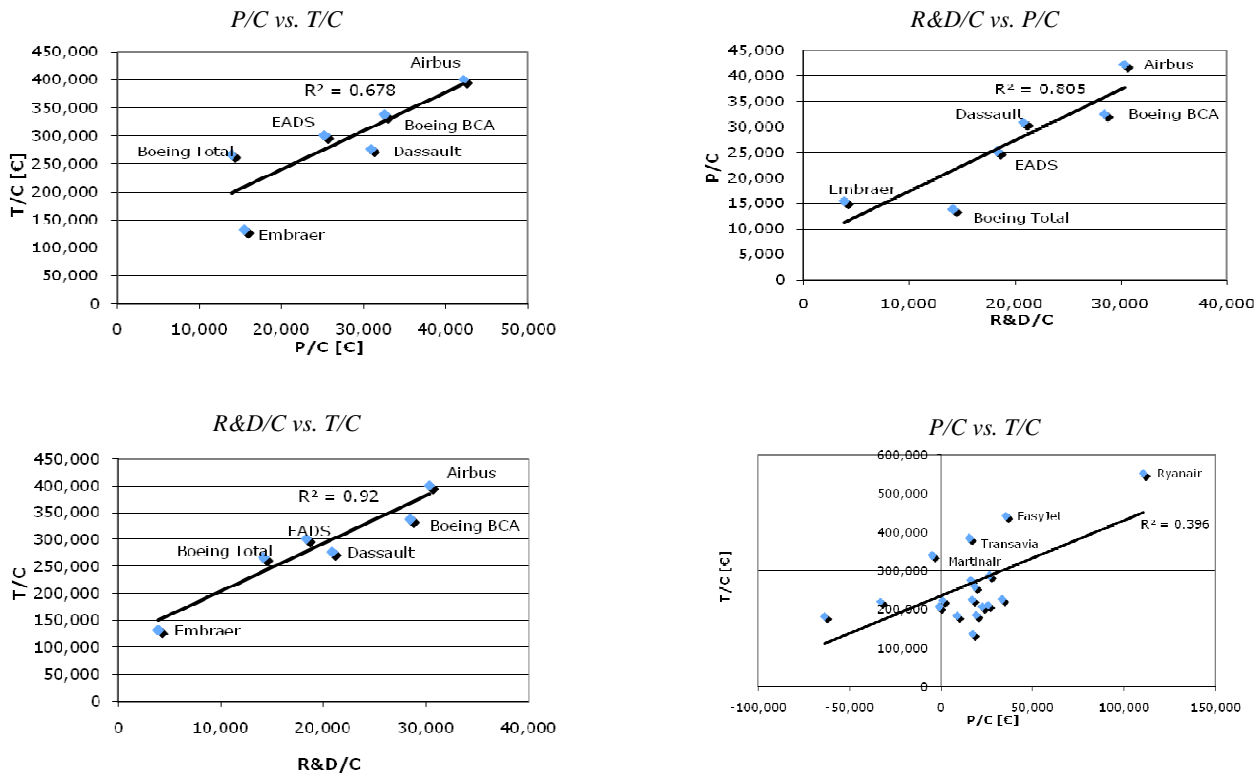 P/C vs. T/C
450,000
400,000
350,000
300,000
250,000
200,000
150,000
100,000
50,000
0
T/C [€]
Airbus
R² = 0.678
EADS
Boeing BCA
Boeing Total
Dassault
Embraer
0 10,000 20,000 30,000 40,000 50,000
P/C [€]
R&D/C vs. P/C
45,000
40,000
35,000
30,000
25,000
20,000
15,000
10,000
5,000
0
P/C
Airbus
R² = 0.805
Dassault
Boeing BCA
EADS
Embraer
Boeing Total
0 10,000 20,000 30,000 40,000
R&D/C
R&D/C vs. T/C
450,000
400,000
350,000
300,000
250,000
200,000
150,000
100,000
50,000
0
T/C
Airbus
R² = 0.92
EADS
Boeing BCA
Boeing Total
Dassault
Embraer
0 10,000 20,000 30,000 40,000
R&D/C
P/C vs. T/C
600,000
500,000
400,000
300,000
200,000
100,000
0
T/C [€]
Ryanair
EasyJet
R² = 0.396
Transavia
Martinair
-100,000 -50,000 0 50,000 100,000 150,000
P/C [€]